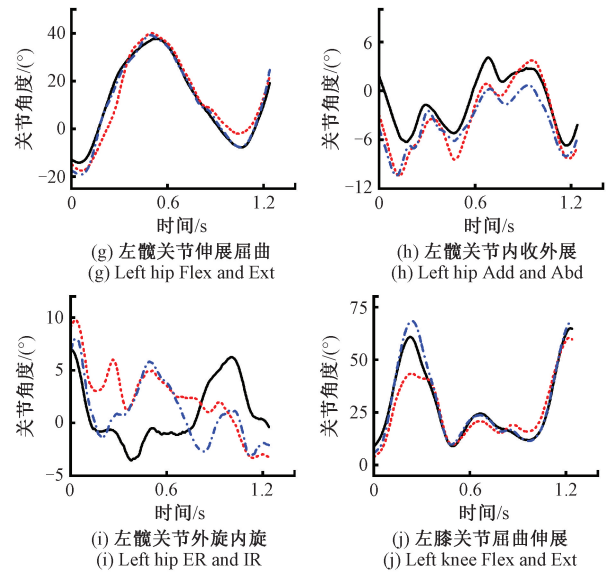 关节角度/(°)
40
20
0
−20
0
0.6
1.2
时间/s
(g) 左髋关节伸展屈曲
(g) Left hip Flex and Ext
关节角度/(°)
6
0
−6
−12
0
0.6
1.2
时间/s
(h) 左髋关节内收外展
(h) Left hip Add and Abd
关节角度/(°)
10
5
0
−5
0
0.6
1.2
时间/s
(i) 左髋关节外旋内旋
(i) Left hip ER and IR
关节角度/(°)
75
50
25
0
0
0.6
1.2
时间/s
(j) 左膝关节屈曲伸展
(j) Left knee Flex and Ext